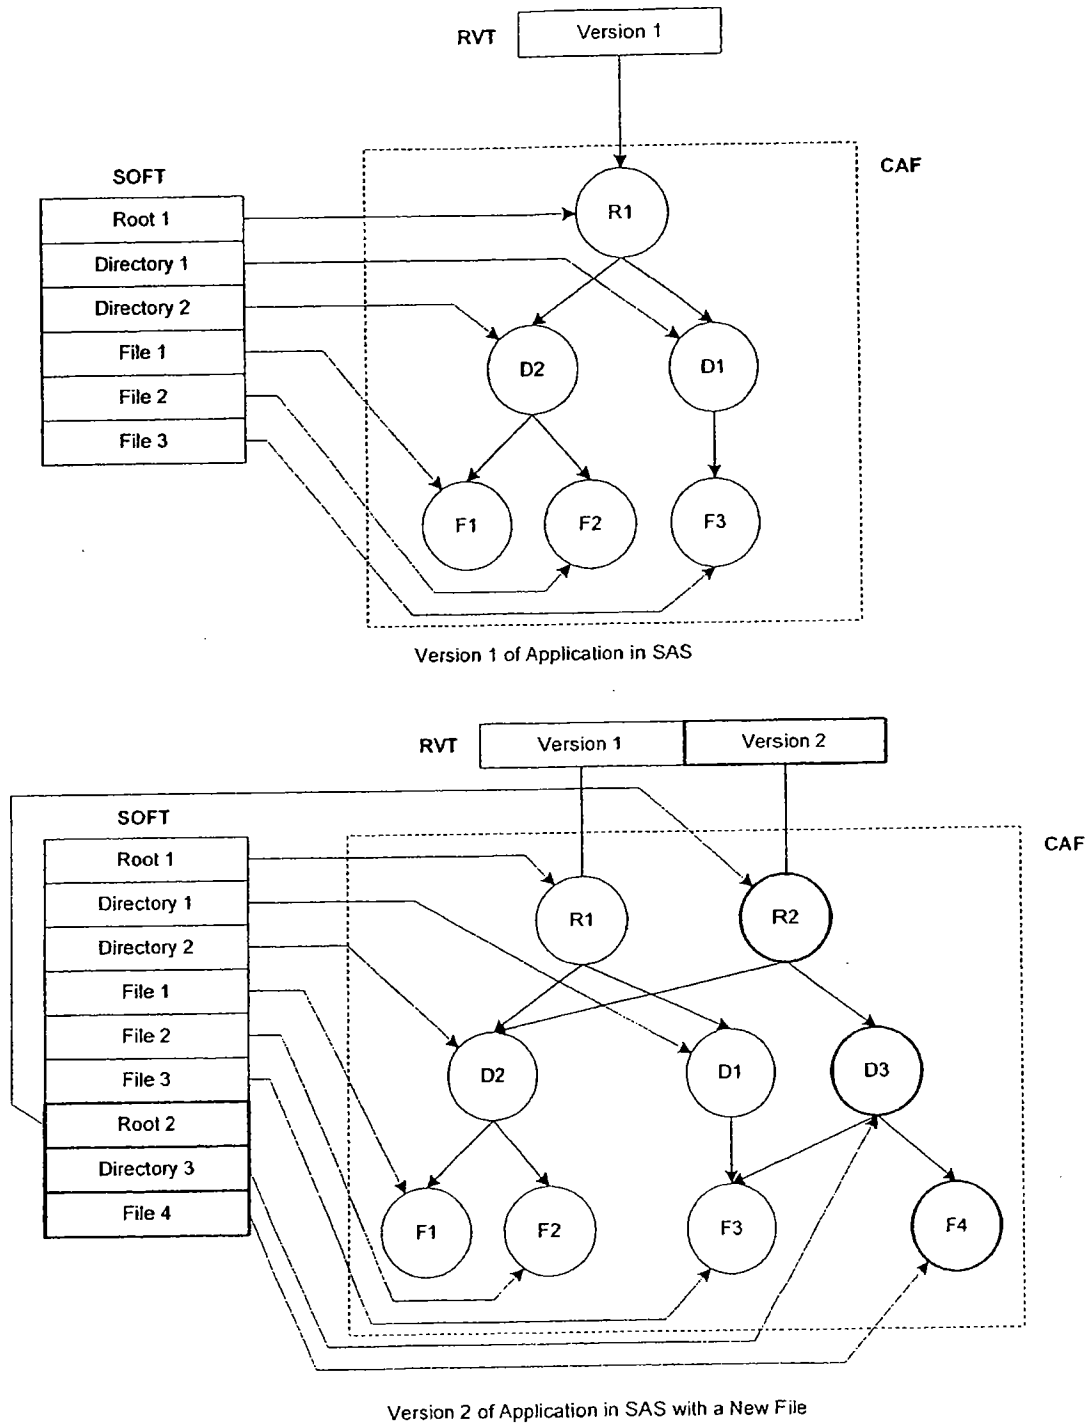 RVT
Version 1
CAF
SOFT
Root 1
Directory 1
Directory 2
File 1
File 2
File 3
R1
D2
D1
F1
F2
F3
Version 1 of Application in SAS
RVT
Version 1
Version 2
CAF
SOFT
Root 1
Directory 1
Directory 2
File 1
File 2
File 3
Root 2
Directory 3
File 4
R1
R2
D2
D1
D3
F1
F2
F3
F4
Version 2 of Application in SAS with a New File